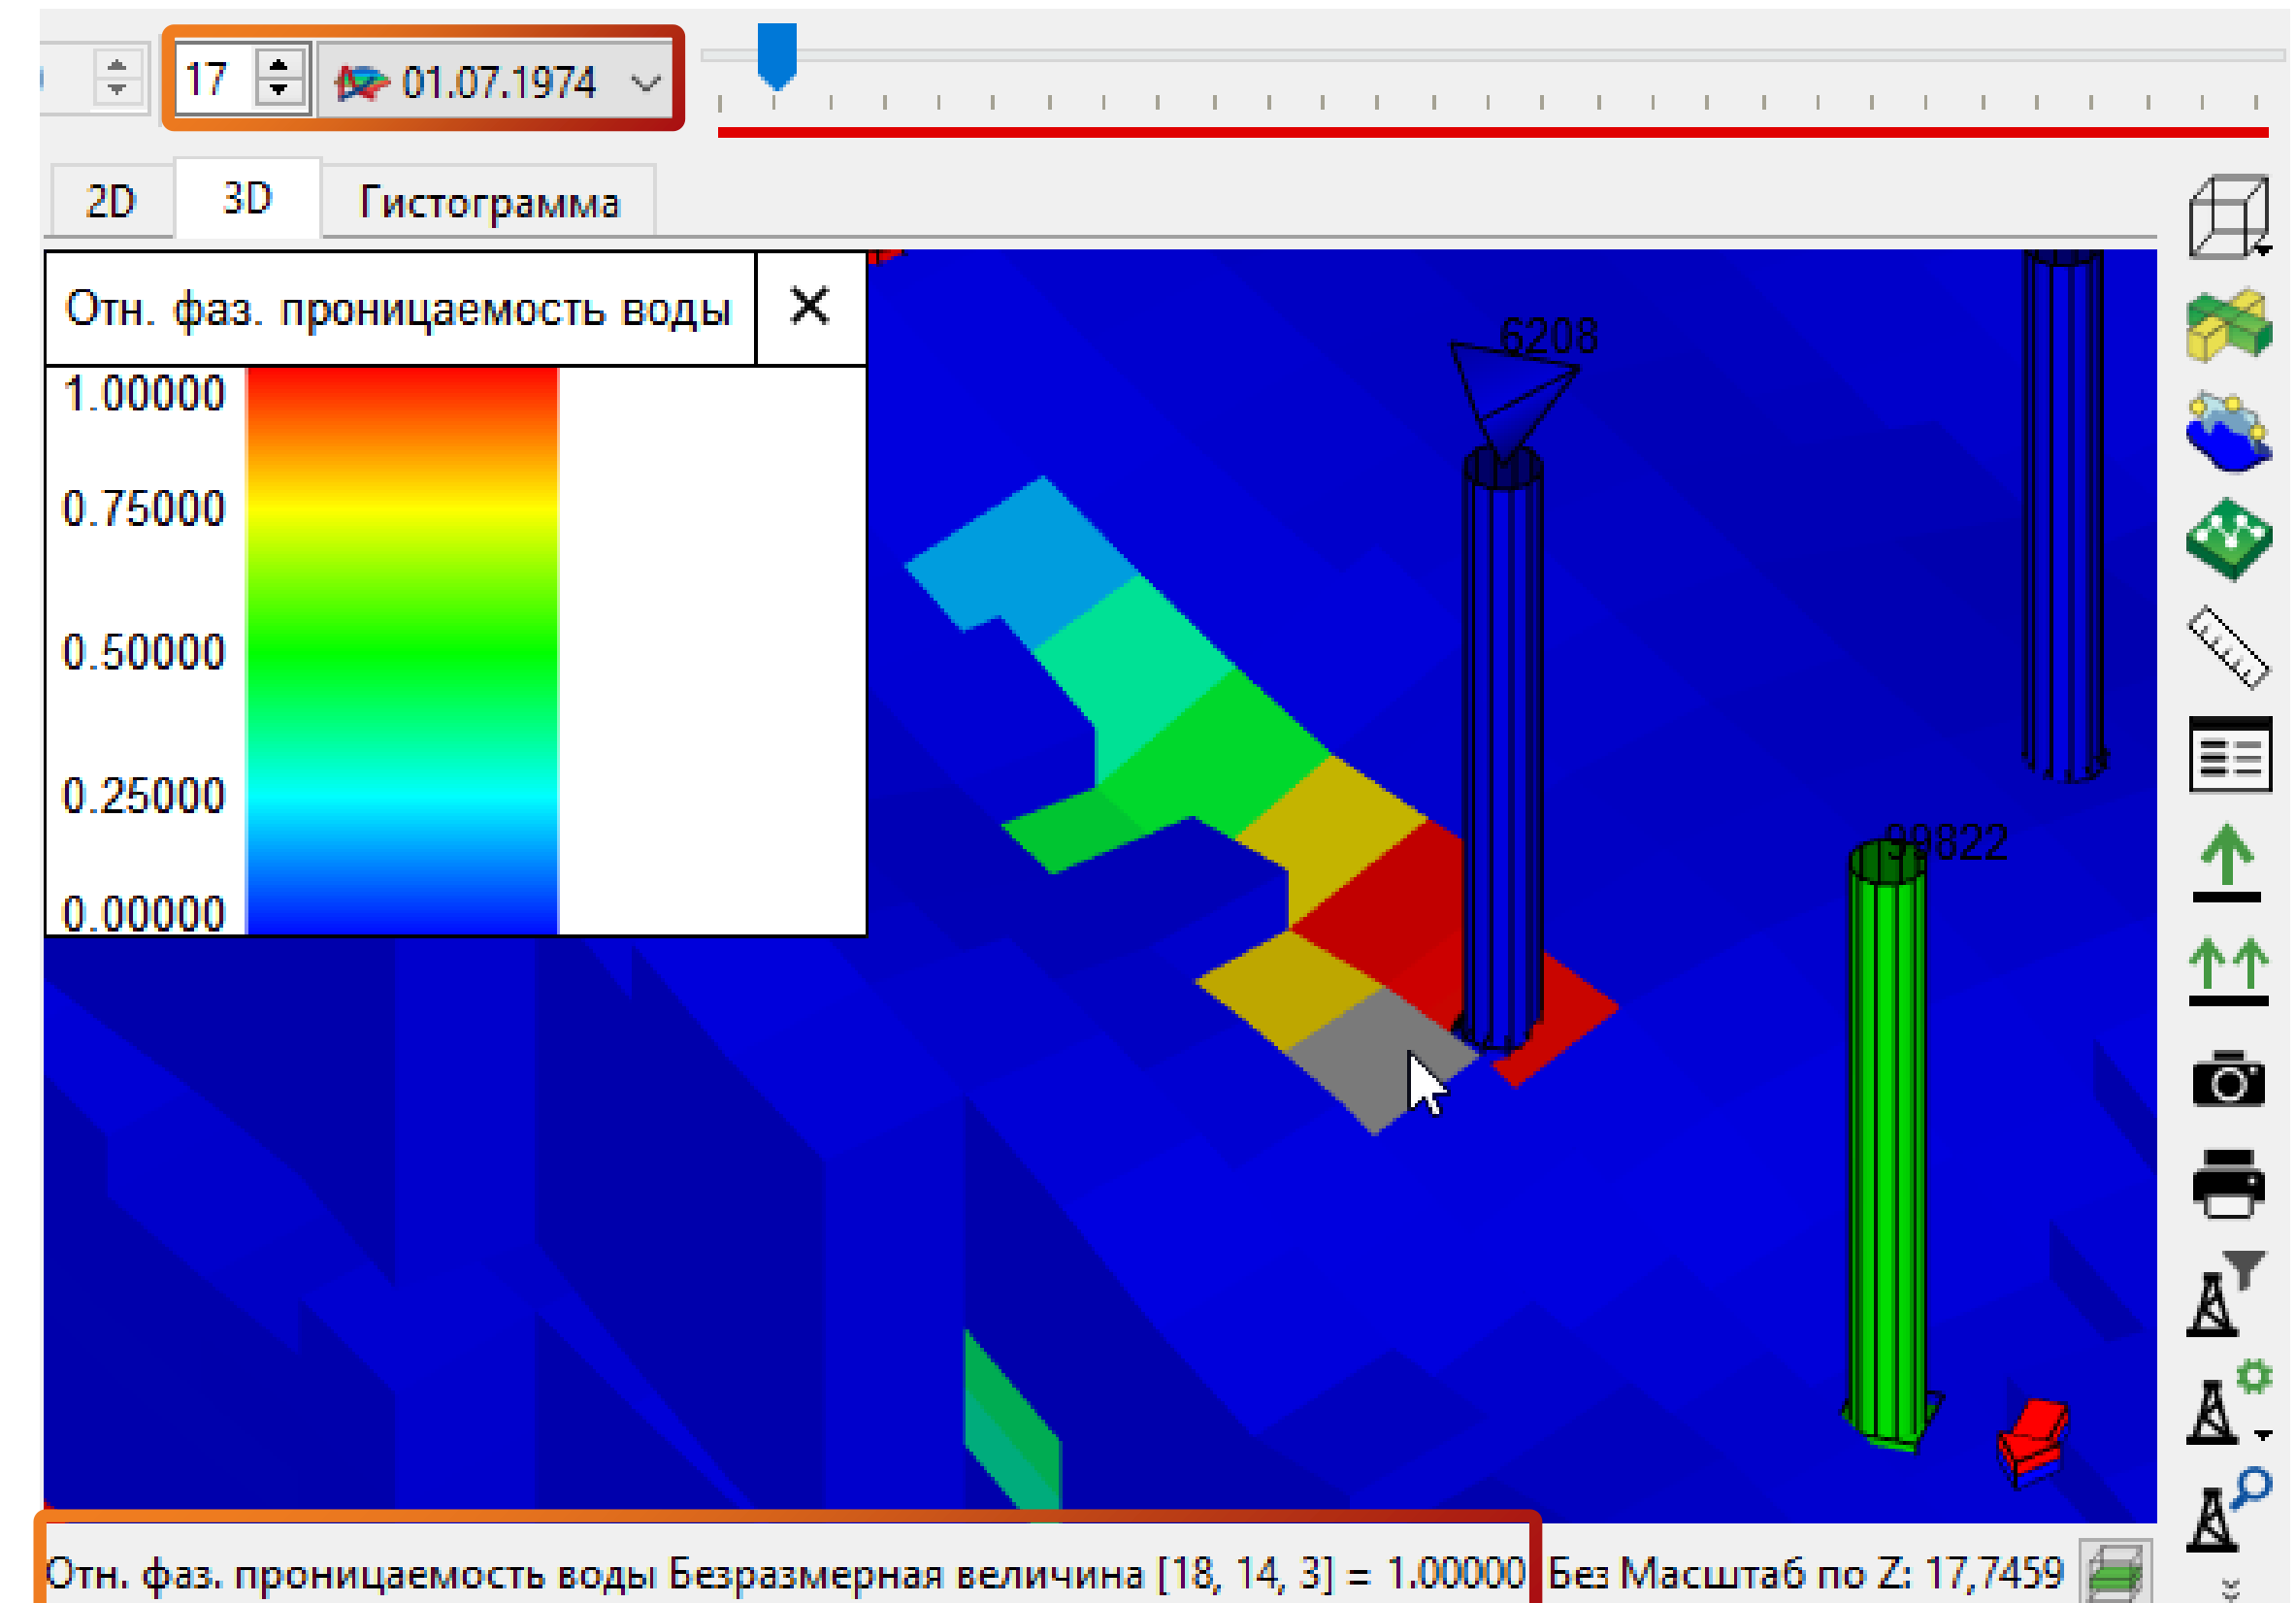 17 01.07.1974
2D 3D Гистограмма
Отн. фаз. проницаемость воды
1.00000
0.75000
0.50000
0.25000
0.00000
6208
99822
Отн. фаз. проницаемость воды Безразмерная величина [18, 14, 3] = 1.00000 Без Масштаб по Z: 17,7459